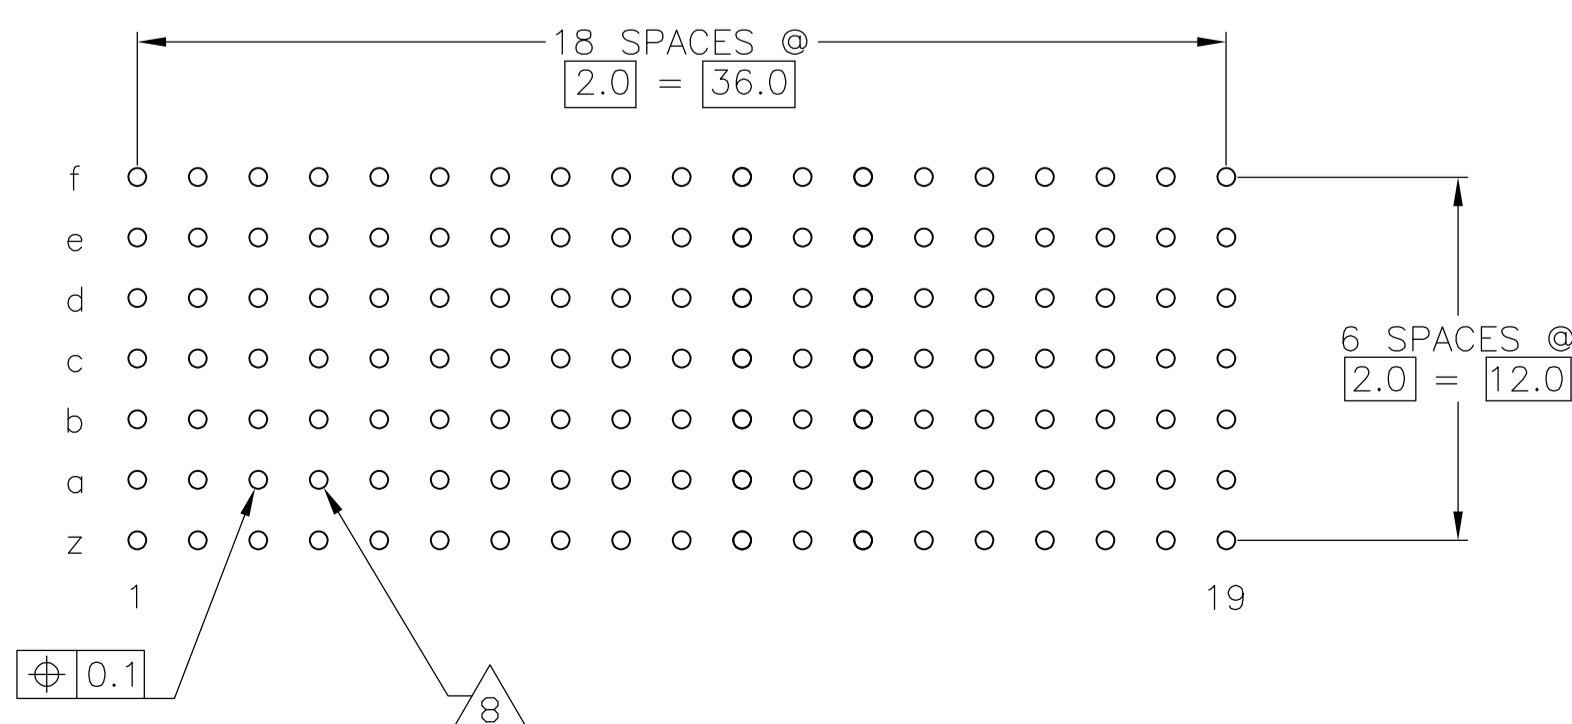 18 SPACES @
2.0 = 36.0
f
e
d
c
6 SPACES @
2.0 = 12.0
b
a
z
1
19
⌖ 0.1
8